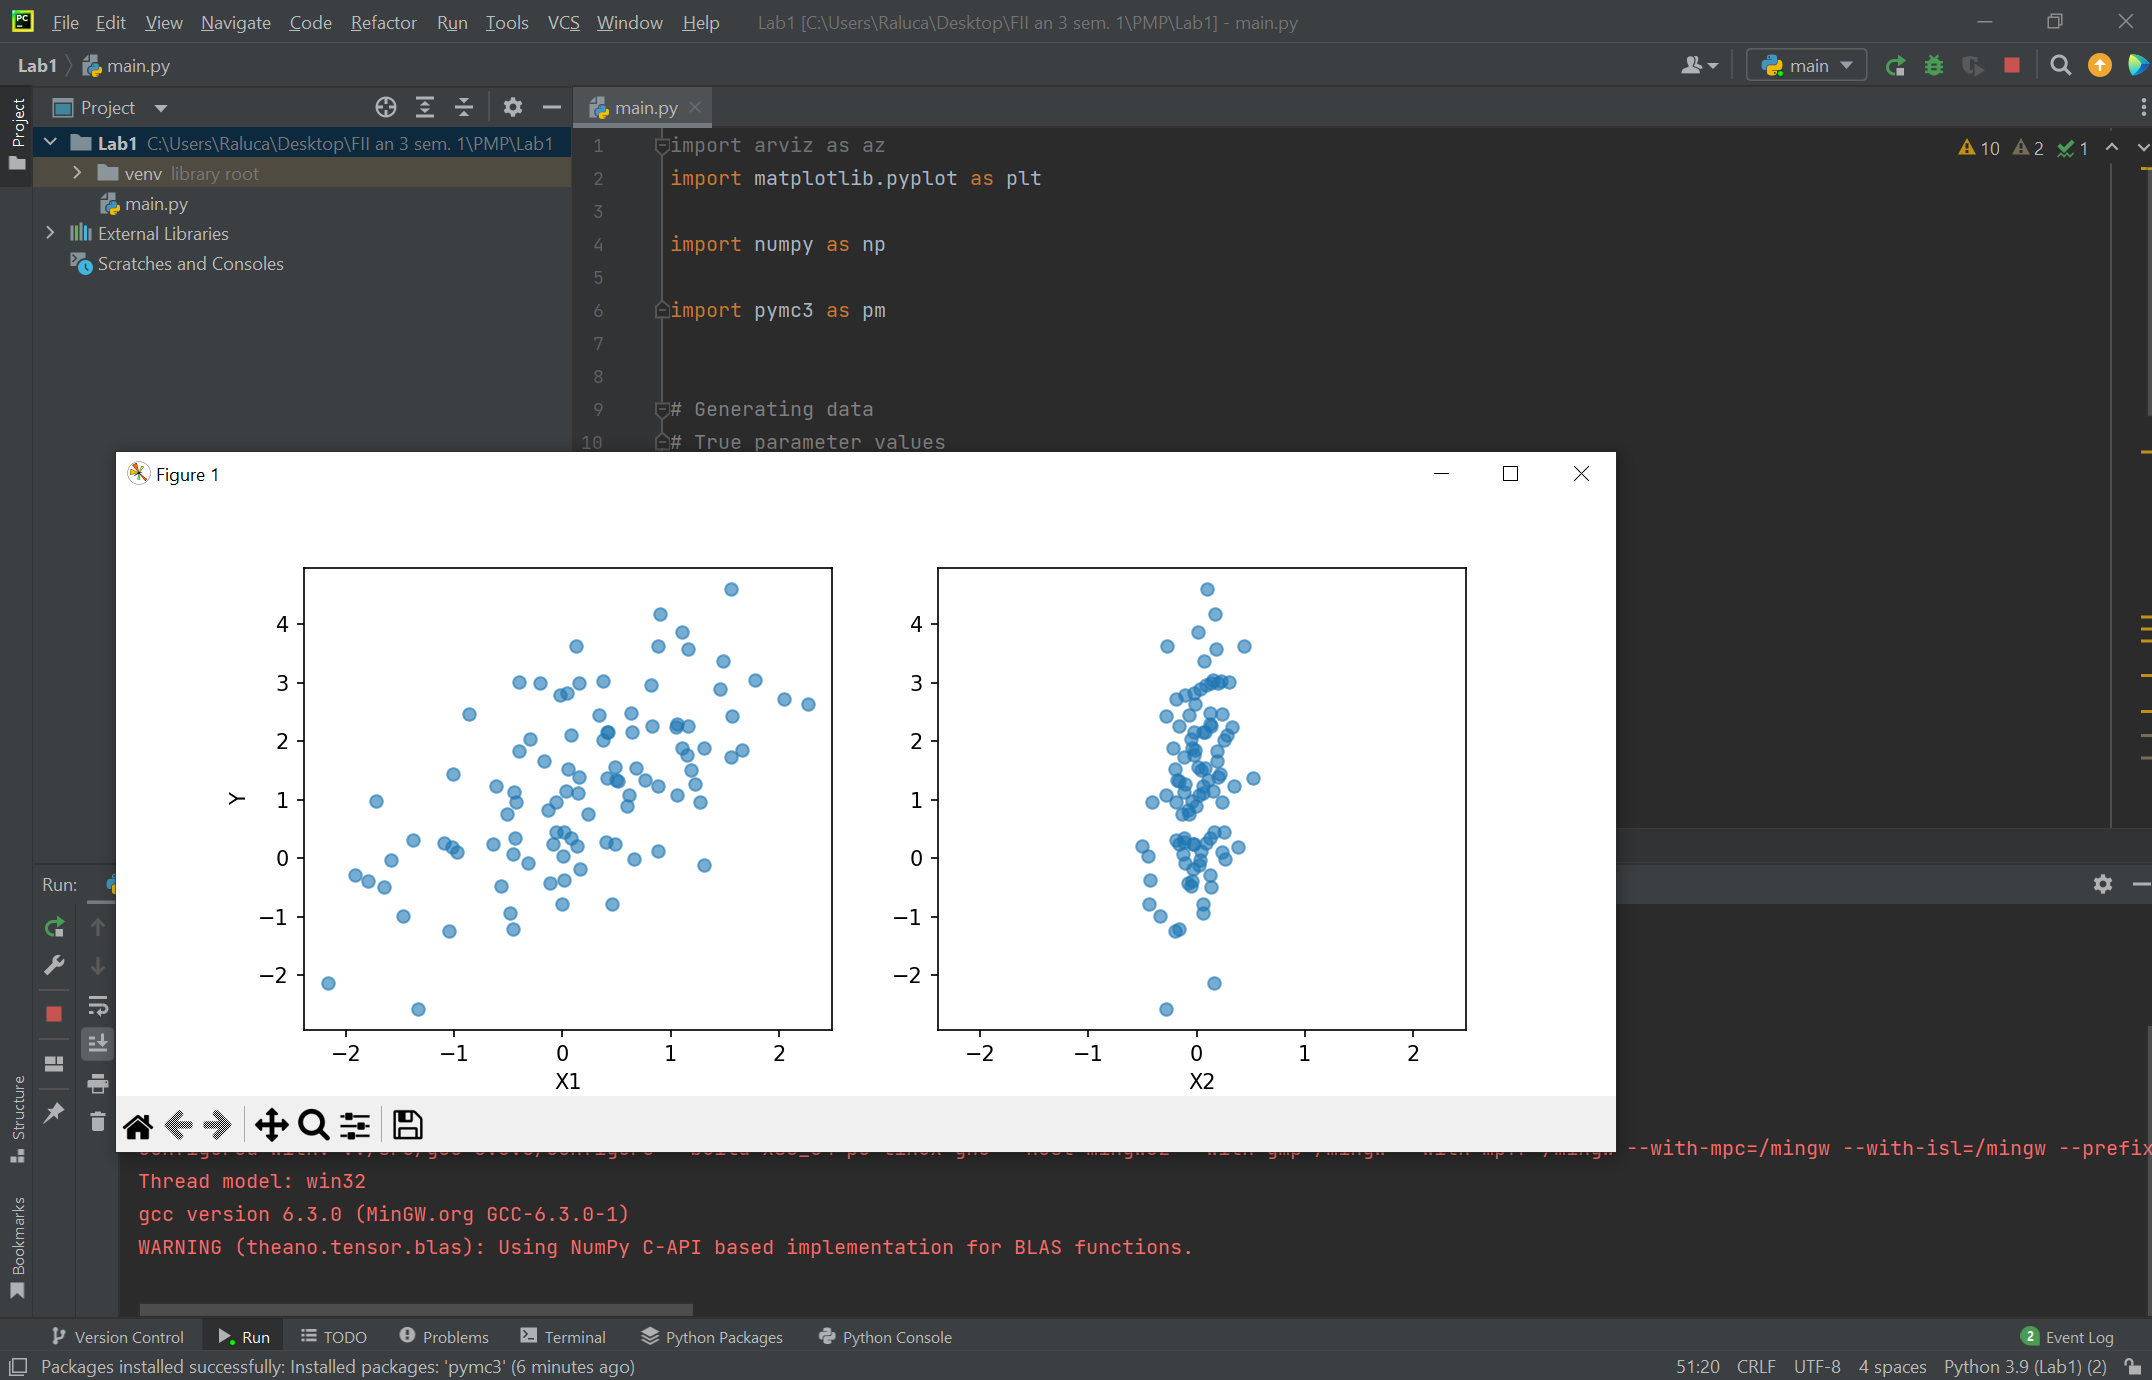 PC File Edit View Navigate Code Refactor Run Tools VCS Window Help Lab1 [C:\Users\Raluca\Desktop\FII an 3 sem. 1\PMP\Lab1] - main.py
Lab1 main.py main
Project
Project main.py
Lab1 C:\Users\Raluca\Desktop\FII an 3 sem. 1\PMP\Lab1
venv library root
main.py
External Libraries
Scratches and Consoles
10 2 1
1 import arviz as az
2 import matplotlib.pyplot as plt
3
4 import numpy as np
5
6 import pymc3 as pm
7
8
9 # Generating data
10 # True parameter values
Figure 1
4
3
2
1
0
−1
−2
Y
−2 −1 0 1 2
X1
4
3
2
1
0
−1
−2
−2 −1 0 1 2
X2
Run:
Structure
Bookmarks
--with-mpc=/mingw --with-isl=/mingw --prefix
Thread model: win32
gcc version 6.3.0 (MinGW.org GCC-6.3.0-1)
WARNING (theano.tensor.blas): Using NumPy C-API based implementation for BLAS functions.
Version Control Run TODO Problems Terminal Python Packages Python Console 2 Event Log
Packages installed successfully: Installed packages: 'pymc3' (6 minutes ago) 51:20 CRLF UTF-8 4 spaces Python 3.9 (Lab1) (2)